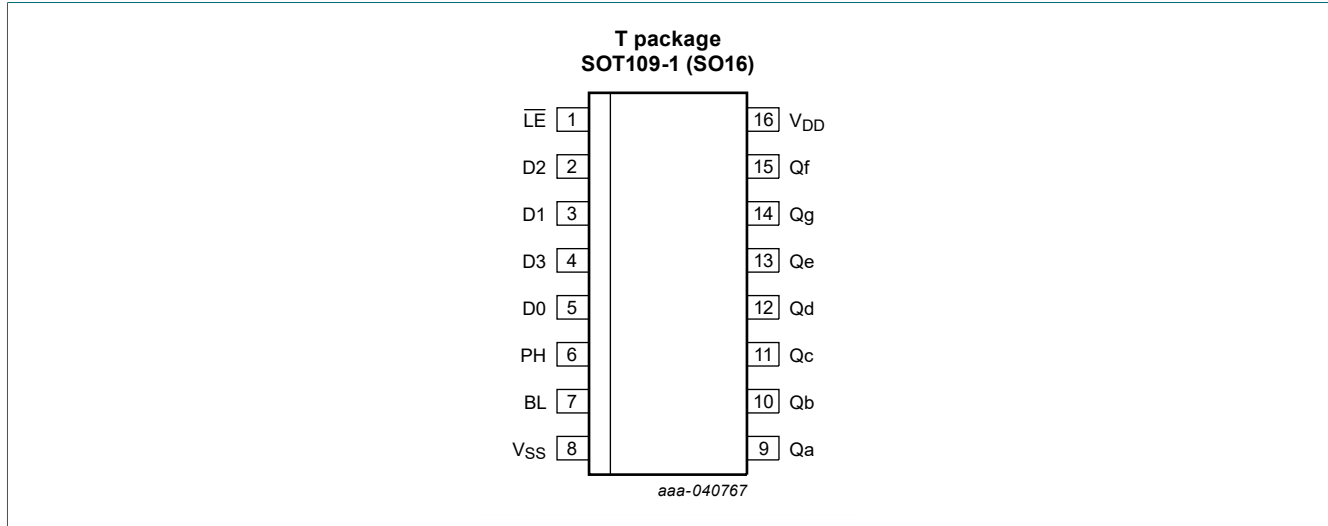 T package
SOT109-1 (SO16)
L̅E̅ 1
D2 2
D1 3
D3 4
D0 5
PH 6
BL 7
VSS 8
16 VDD
15 Qf
14 Qg
13 Qe
12 Qd
11 Qc
10 Qb
9 Qa
aaa-040767